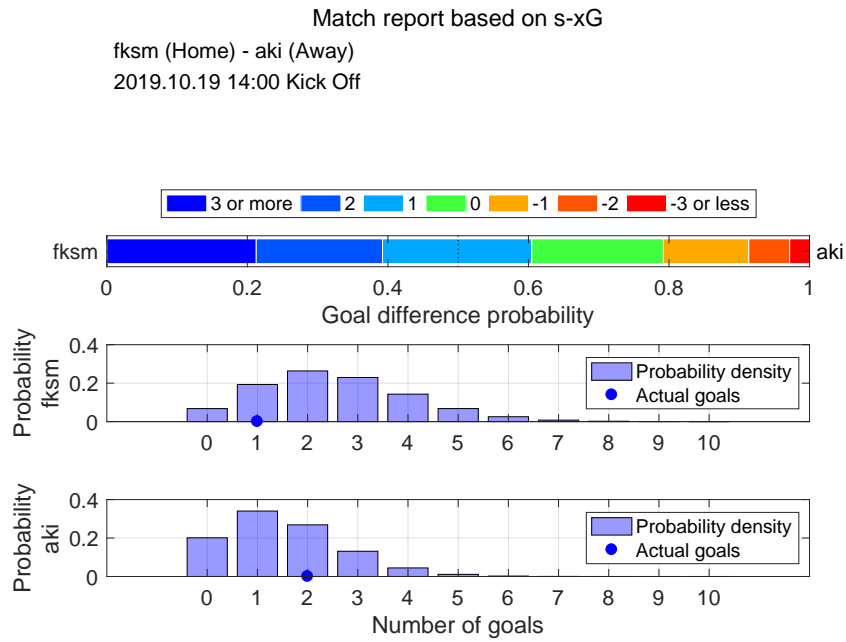 Match report based on s-xG
fksm (Home) - aki (Away)
2019.10.19 14:00 Kick Off
3 or more 2 1 0 -1 -2 -3 or less
fksm aki
0 0.2 0.4 0.6 0.8 1
Goal difference probability
Probability
fksm
0.4
0.2
0
Probability density
Actual goals
0 1 2 3 4 5 6 7 8 9 10
Probability
aki
0.4
0.2
0
Probability density
Actual goals
0 1 2 3 4 5 6 7 8 9 10
Number of goals